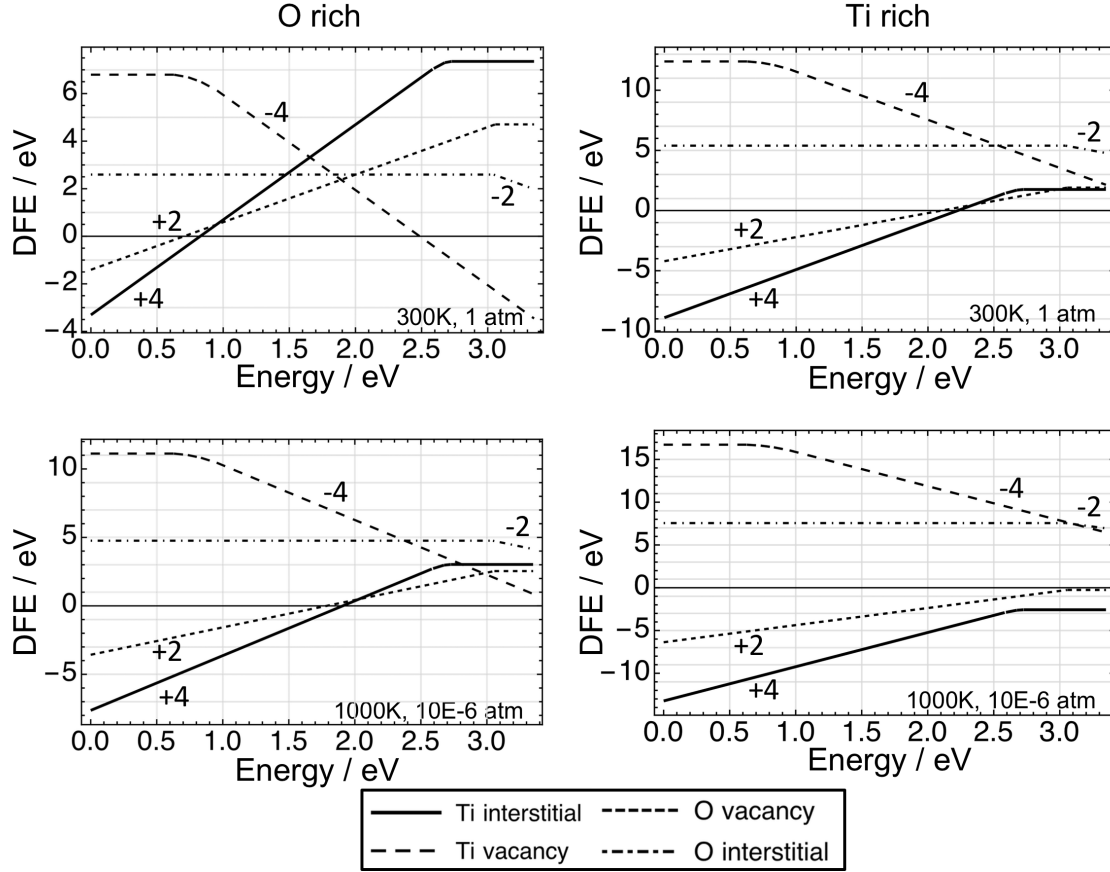 O rich
Ti rich
DFE / eV
6
4
2
0
−2
−4
-4
+2
-2
+4
300K, 1 atm
0.0 0.5 1.0 1.5 2.0 2.5 3.0
Energy / eV
DFE / eV
10
5
0
−5
−10
-4
-2
+2
+4
300K, 1 atm
0.0 0.5 1.0 1.5 2.0 2.5 3.0
Energy / eV
DFE / eV
10
5
0
−5
-4
-2
+2
+4
1000K, 10E-6 atm
0.0 0.5 1.0 1.5 2.0 2.5 3.0
Energy / eV
DFE / eV
15
10
5
0
−5
−10
-4
-2
+2
+4
1000K, 10E-6 atm
0.0 0.5 1.0 1.5 2.0 2.5 3.0
Energy / eV
Ti interstitial
O vacancy
Ti vacancy
O interstitial